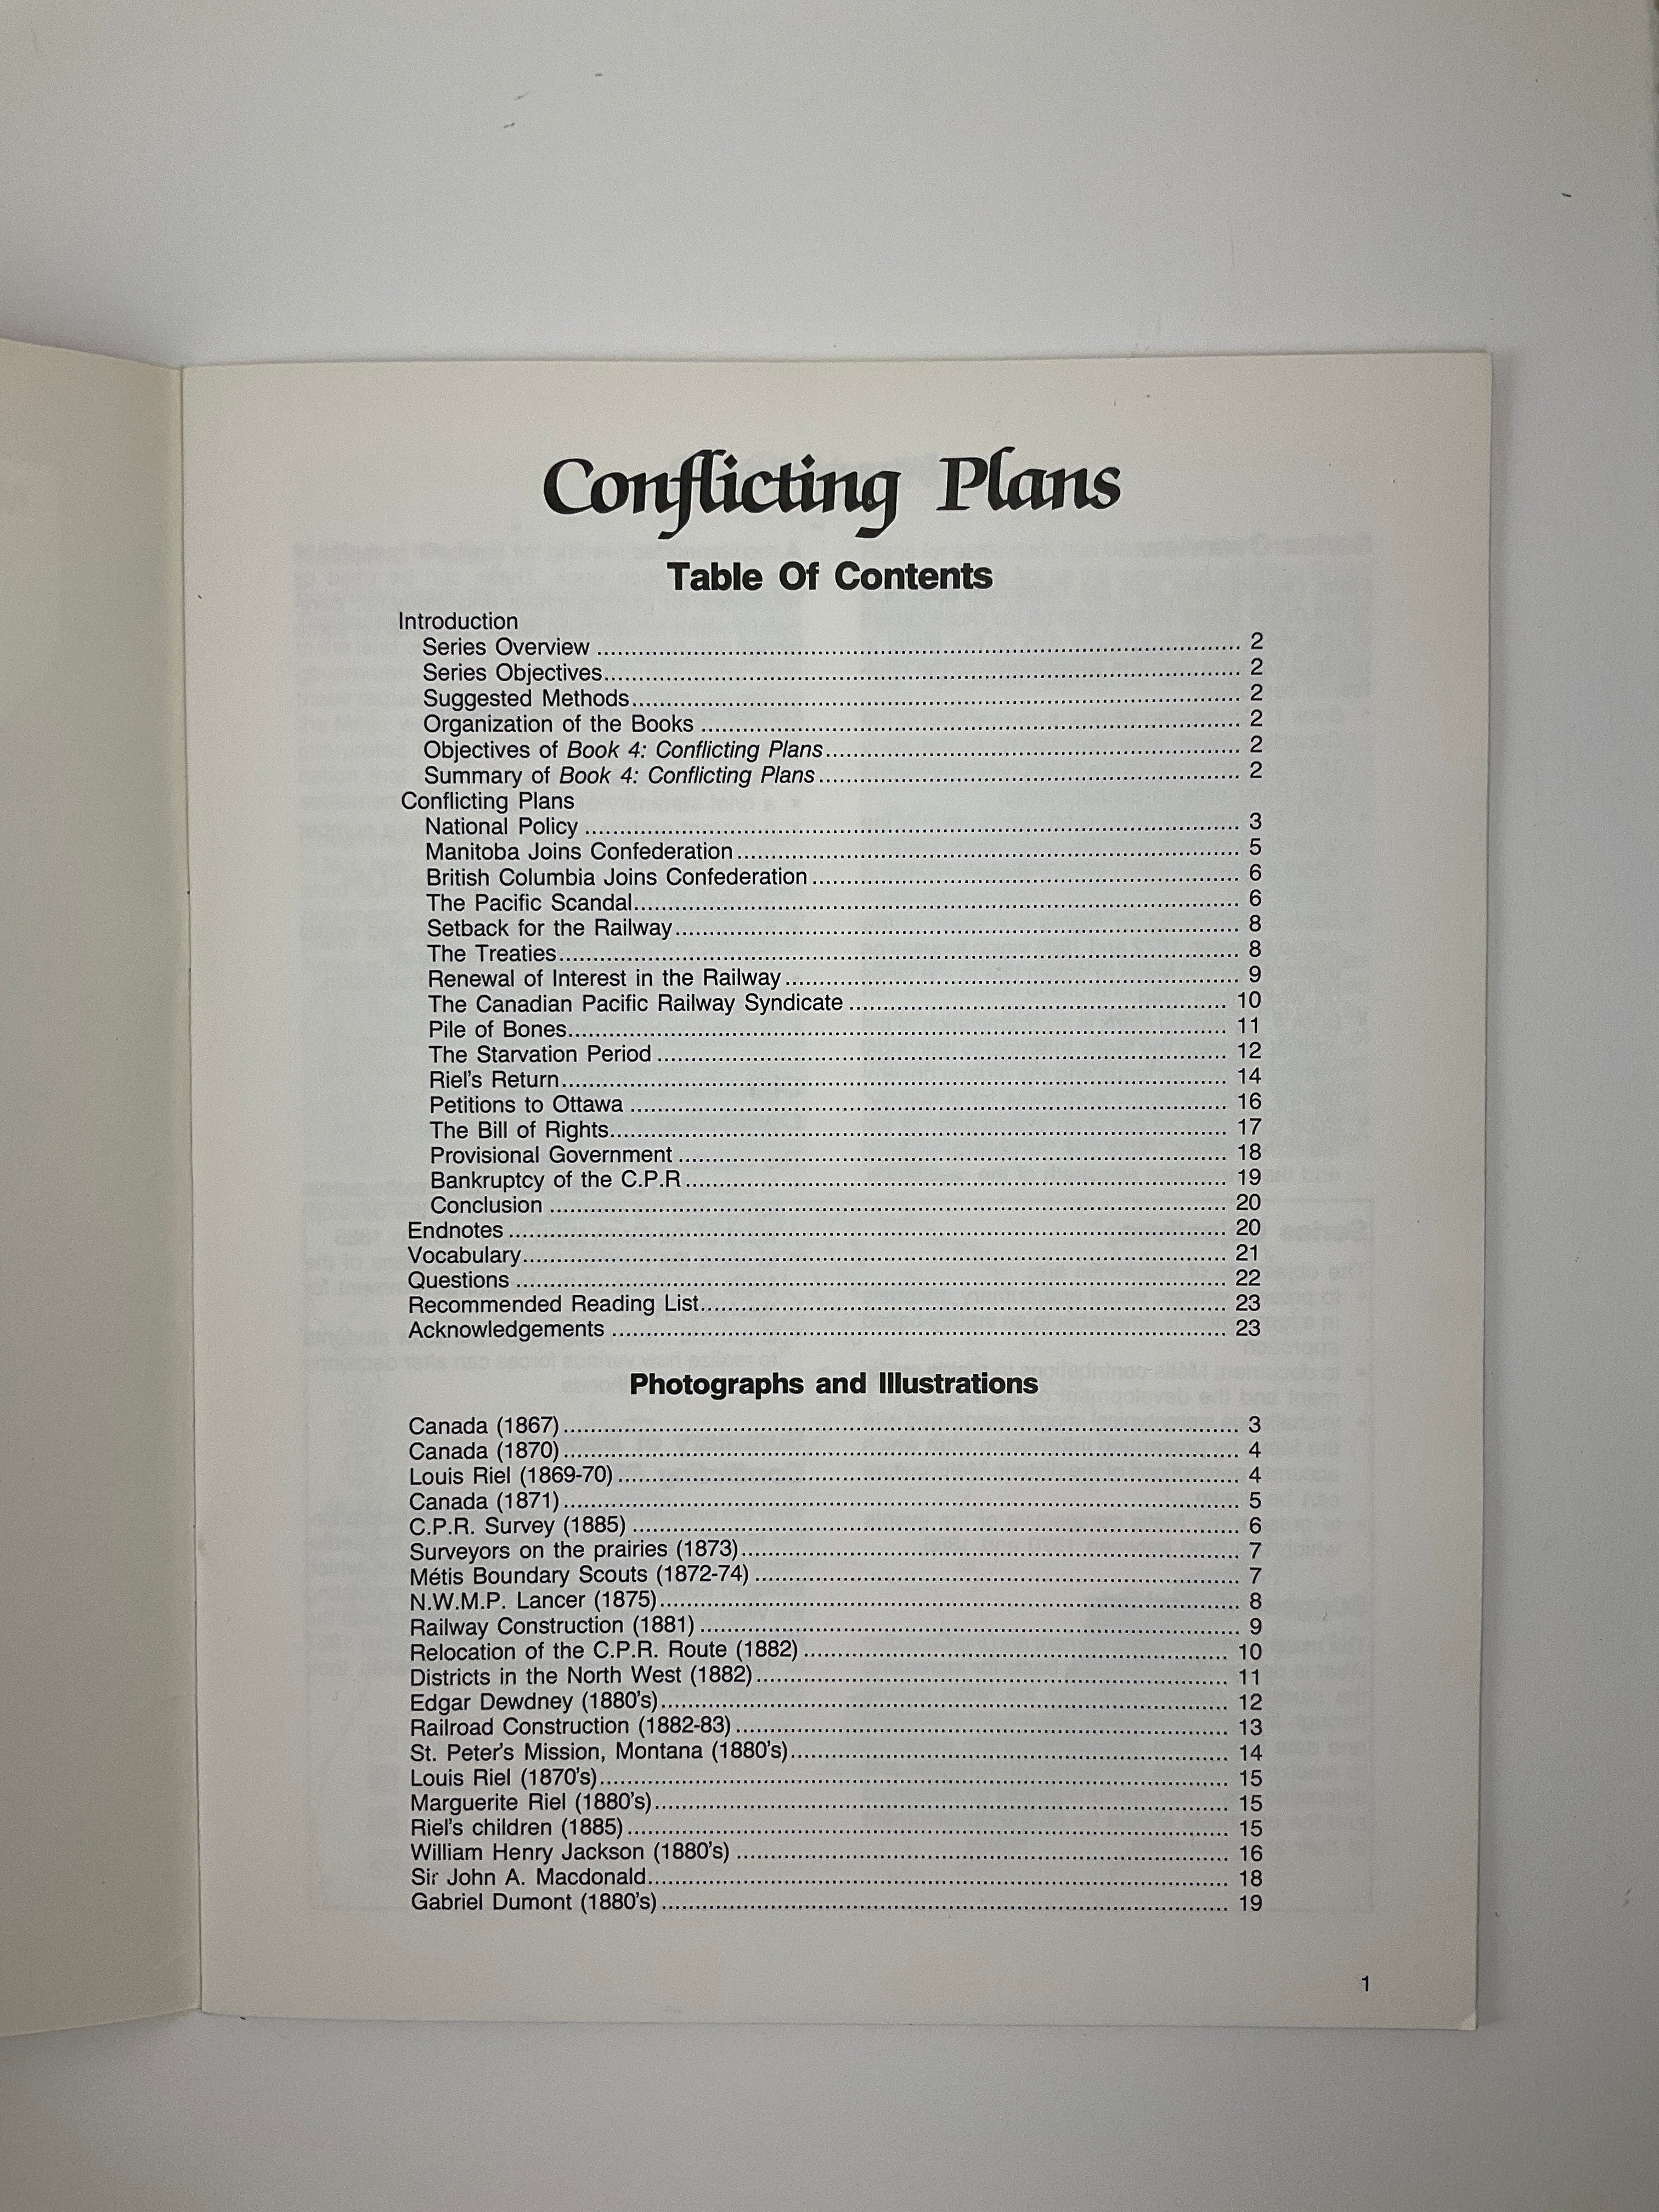 Conflicting Plans
Table Of Contents
Introduction
Series Overview ........ 2
Series Objectives ........ 2
Suggested Methods ........ 2
Organization of the Books ........ 2
Objectives of Book 4: Conflicting Plans ........ 2
Summary of Book 4: Conflicting Plans ........ 2
Conflicting Plans
National Policy ........ 3
Manitoba Joins Confederation ........ 5
British Columbia Joins Confederation ........ 6
The Pacific Scandal ........ 6
Setback for the Railway ........ 8
The Treaties ........ 8
Renewal of Interest in the Railway ........ 9
The Canadian Pacific Railway Syndicate ........ 10
Pile of Bones ........ 11
The Starvation Period ........ 12
Riel's Return ........ 14
Petitions to Ottawa ........ 16
The Bill of Rights ........ 17
Provisional Government ........ 18
Bankruptcy of the C.P.R ........ 19
Conclusion ........ 20
Endnotes ........ 20
Vocabulary ........ 21
Questions ........ 22
Recommended Reading List ........ 23
Acknowledgements ........ 23
Photographs and Illustrations
Canada (1867) ........ 3
Canada (1870) ........ 4
Louis Riel (1869-70) ........ 4
Canada (1871) ........ 5
C.P.R. Survey (1885) ........ 6
Surveyors on the prairies (1873) ........ 7
Métis Boundary Scouts (1872-74) ........ 7
N.W.M.P. Lancer (1875) ........ 8
Railway Construction (1881) ........ 9
Relocation of the C.P.R. Route (1882) ........ 10
Districts in the North West (1882) ........ 11
Edgar Dewdney (1880's) ........ 12
Railroad Construction (1882-83) ........ 13
St. Peter's Mission, Montana (1880's) ........ 14
Louis Riel (1870's) ........ 15
Marguerite Riel (1880's) ........ 15
Riel's children (1885) ........ 15
William Henry Jackson (1880's) ........ 16
Sir John A. Macdonald ........ 18
Gabriel Dumont (1880's) ........ 19
1